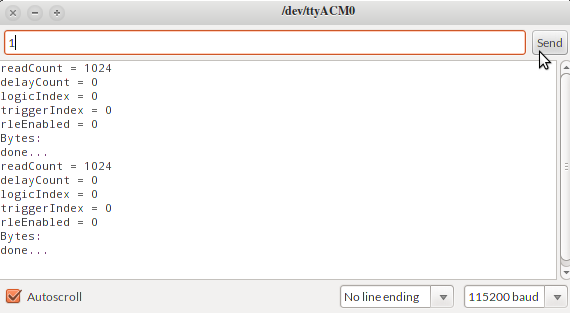 /dev/ttyACM0
1
Send
readCount = 1024
delayCount = 0
logicIndex = 0
triggerIndex = 0
rleEnabled = 0
Bytes:
done...
readCount = 1024
delayCount = 0
logicIndex = 0
triggerIndex = 0
rleEnabled = 0
Bytes:
done...
Autoscroll
No line ending
115200 baud